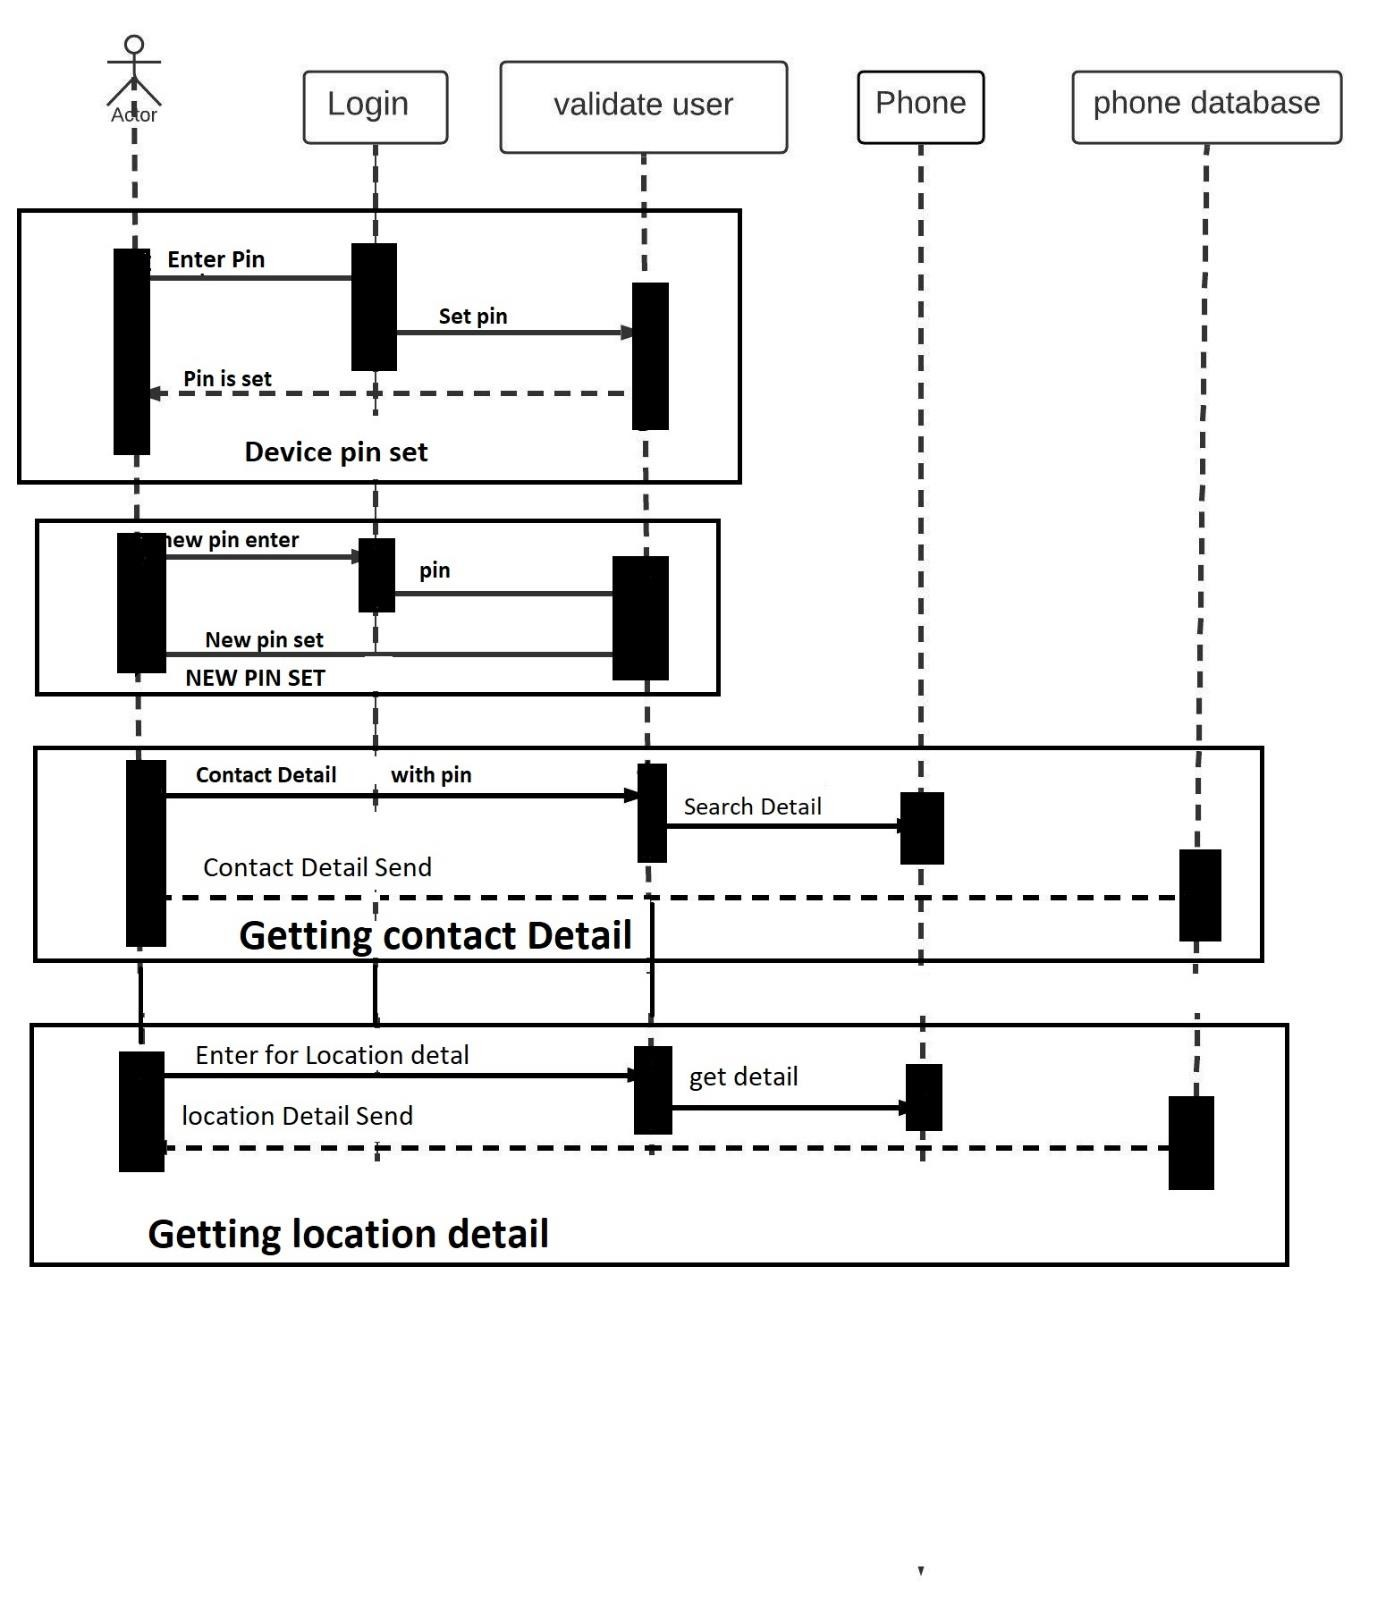 Actor
Login
validate user
Phone
phone database
Enter Pin
Set pin
Pin is set
Device pin set
new pin enter
pin
New pin set
NEW PIN SET
Contact Detail with pin
Search Detail
Contact Detail Send
Getting contact Detail
Enter for Location detal
get detail
location Detail Send
Getting location detail